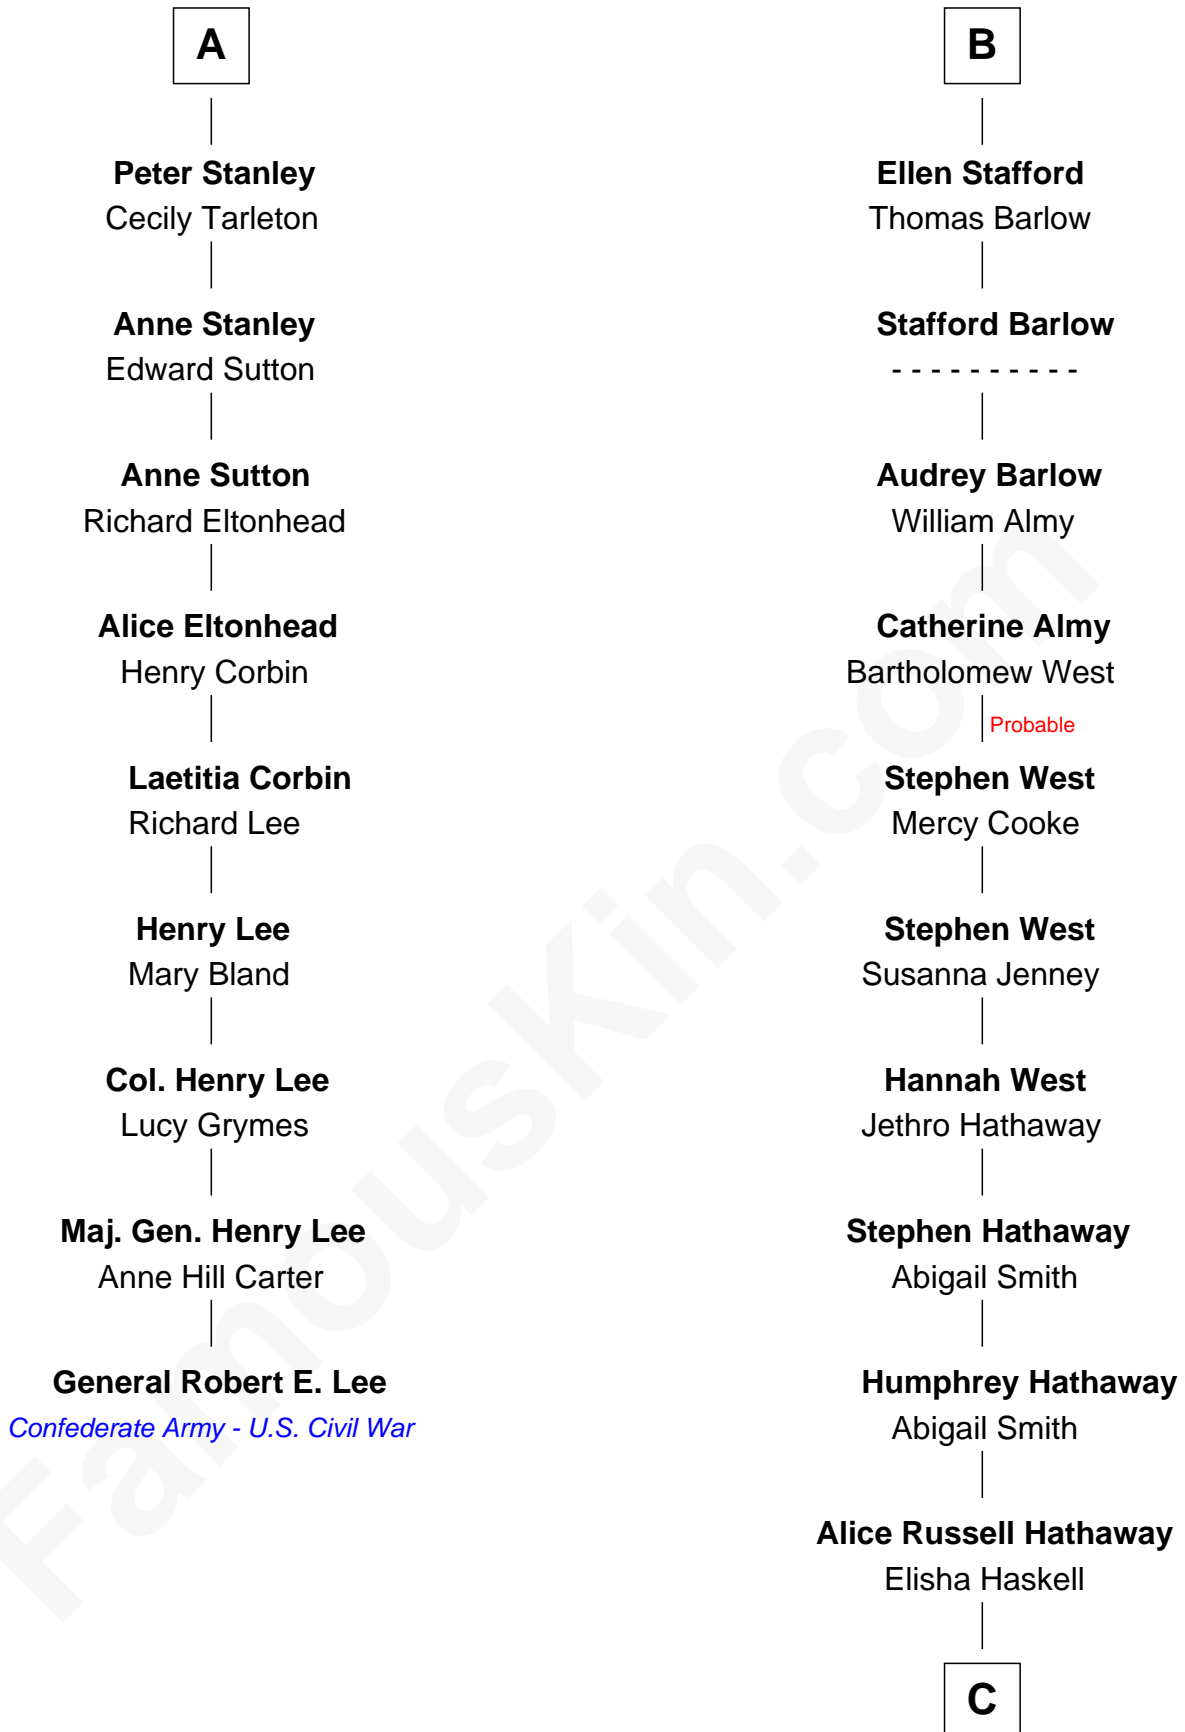 A
Peter Stanley
Cecily Tarleton
Anne Stanley
Edward Sutton
Anne Sutton
Richard Eltonhead
Alice Eltonhead
Henry Corbin
Laetitia Corbin
Richard Lee
Henry Lee
Mary Bland
Col. Henry Lee
Lucy Grymes
Maj. Gen. Henry Lee
Anne Hill Carter
General Robert E. Lee
Confederate Army - U.S. Civil War
B
Ellen Stafford
Thomas Barlow
Stafford Barlow
- - - - - - - - - -
Audrey Barlow
William Almy
Catherine Almy
Bartholomew West
Probable
Stephen West
Mercy Cooke
Stephen West
Susanna Jenney
Hannah West
Jethro Hathaway
Stephen Hathaway
Abigail Smith
Humphrey Hathaway
Abigail Smith
Alice Russell Hathaway
Elisha Haskell
C
FamousKin.com